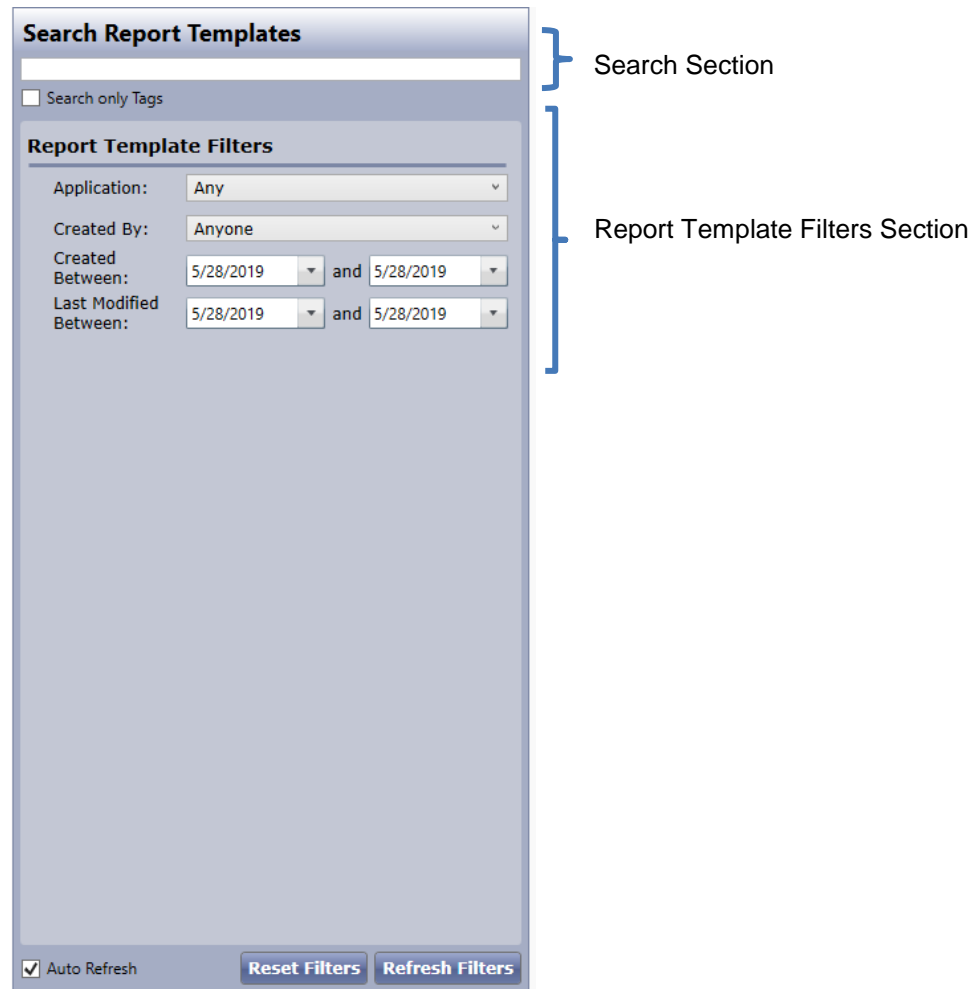 Search Report Templates
Search Section
Search only Tags
Report Template Filters
Application: Any
Report Template Filters Section
Created By: Anyone
Created
Between: 5/28/2019 and 5/28/2019
Last Modified
Between: 5/28/2019 and 5/28/2019
Auto Refresh Reset Filters Refresh Filters